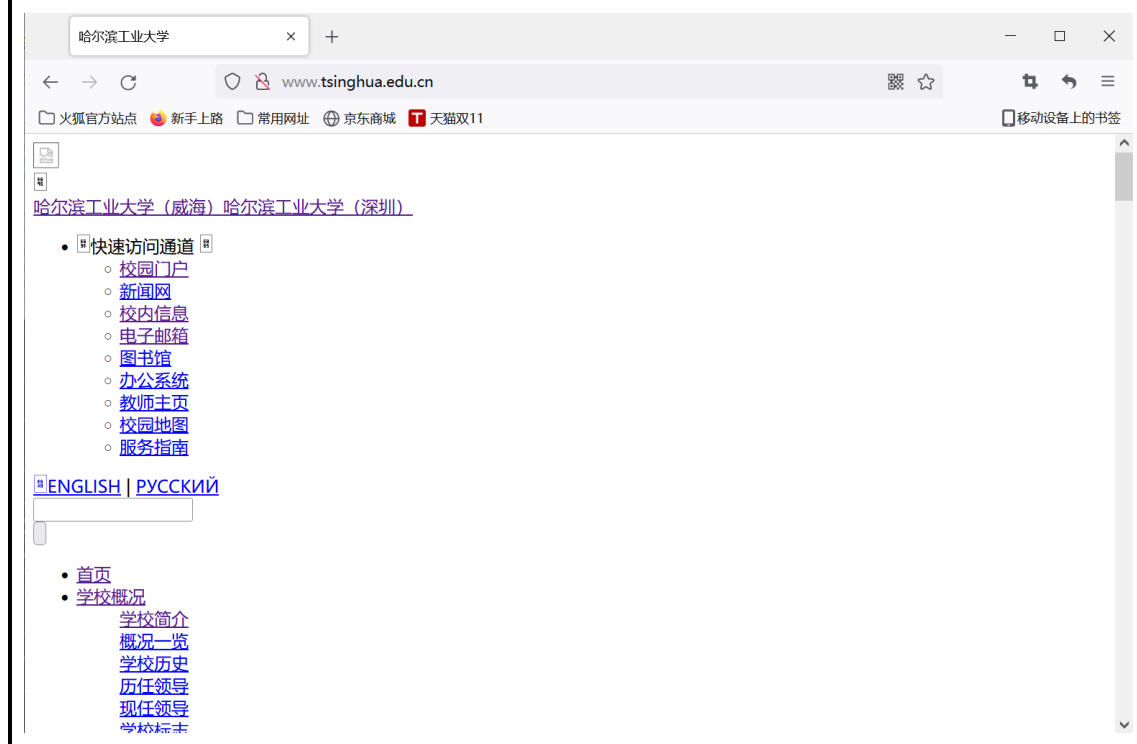 哈尔滨工业大学
www.tsinghua.edu.cn
火狐官方站点 新手上路 常用网址 京东商城 T 天猫双11 移动设备上的书签
哈尔滨工业大学（威海）哈尔滨工业大学（深圳）
快速访问通道
校园门户
新闻网
校内信息
电子邮箱
图书馆
办公系统
教师主页
校园地图
服务指南
ENGLISH | РУССКИЙ
首页
学校概况
学校简介
概况一览
学校历史
历任领导
现任领导
学校标志